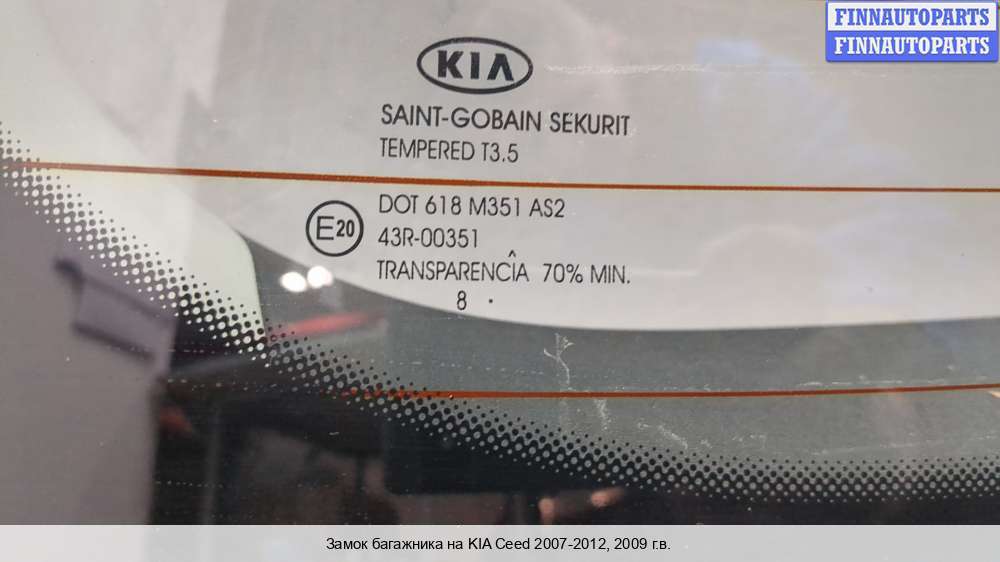 FINNAUTOPARTS
FINNAUTOPARTS
KIA
SAINT-GOBAIN SEKURIT
TEMPERED T3.5
DOT 618 M351 AS2
E20
43R-00351
TRANSPARENCÎA 70% MIN.
8 .
Замок багажника на KIA Ceed 2007-2012, 2009 г.в.